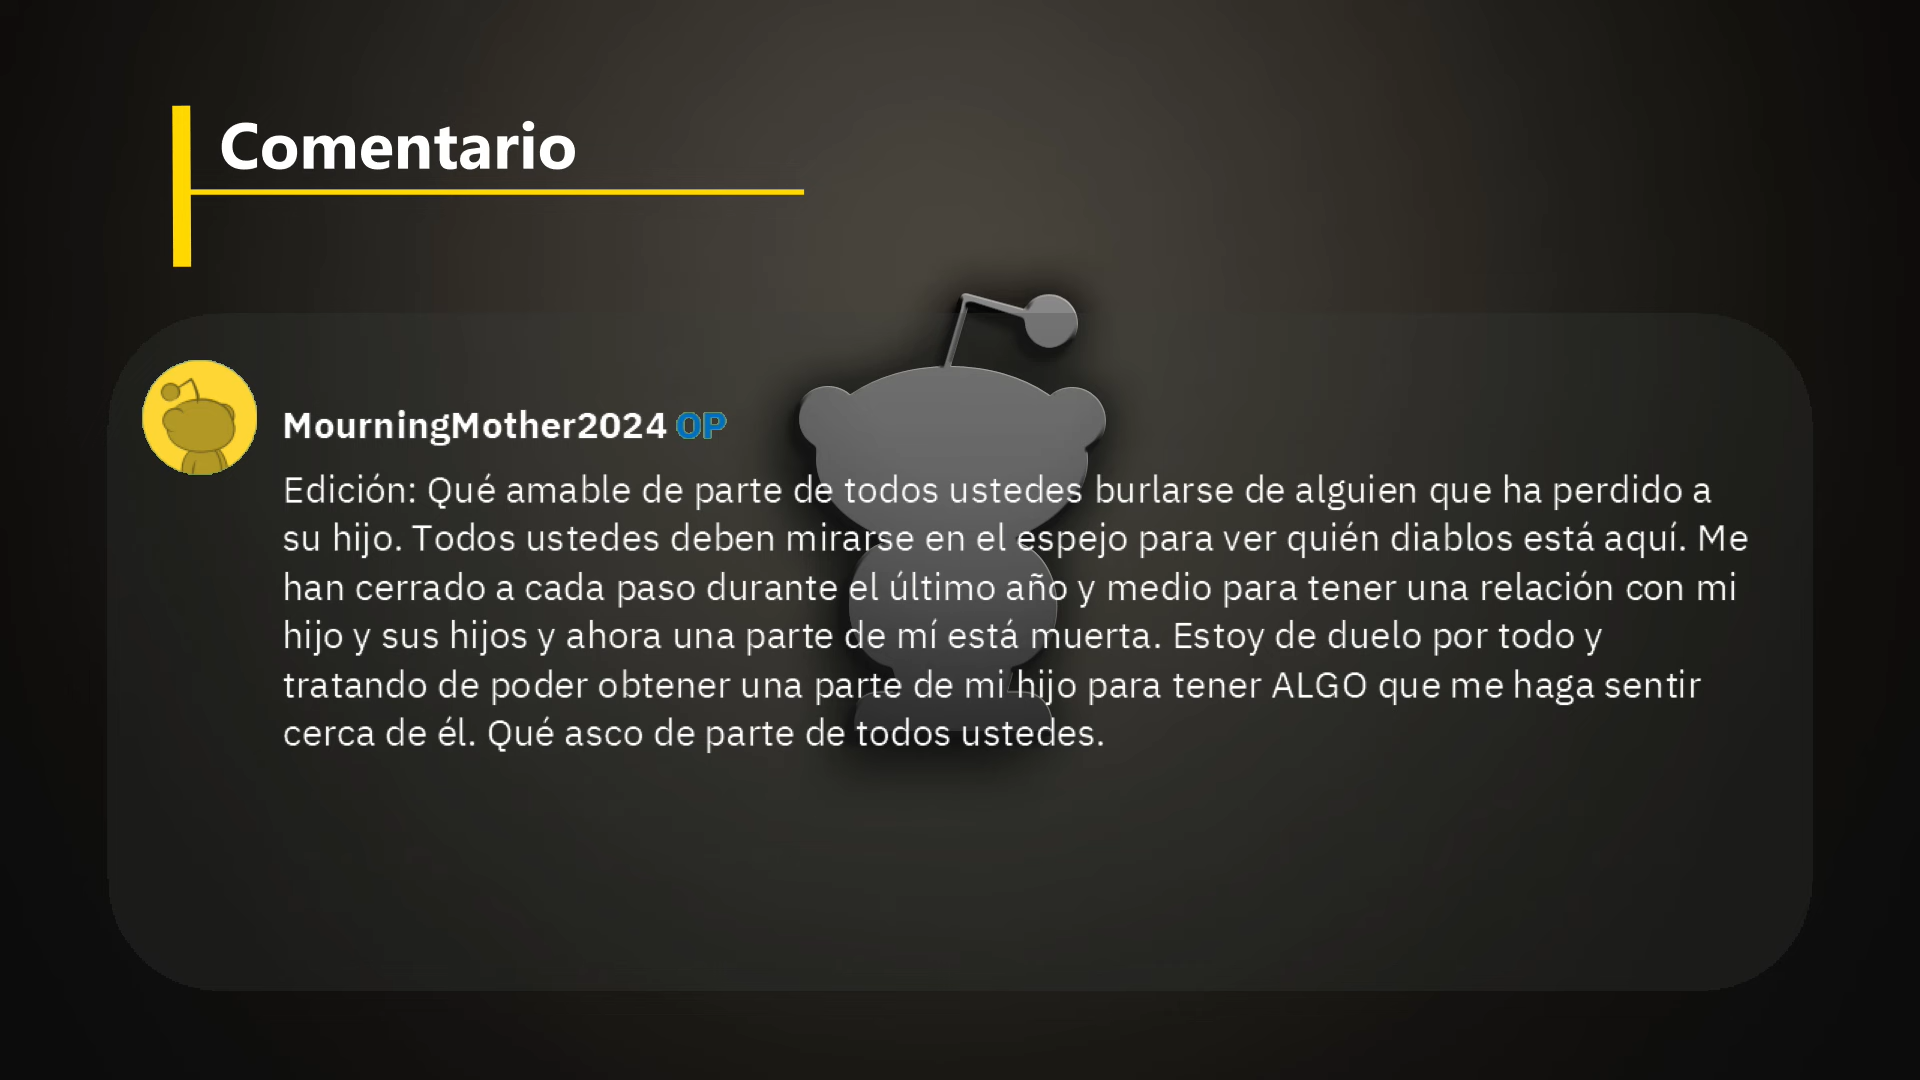 Comentario
MourningMother2024 OP
Edición: Qué amable de parte de todos ustedes burlarse de alguien que ha perdido a
su hijo. Todos ustedes deben mirarse en el espejo para ver quién diablos está aquí. Me
han cerrado a cada paso durante el último año y medio para tener una relación con mi
hijo y sus hijos y ahora una parte de mí está muerta. Estoy de duelo por todo y
tratando de poder obtener una parte de mi hijo para tener ALGO que me haga sentir
cerca de él. Qué asco de parte de todos ustedes.